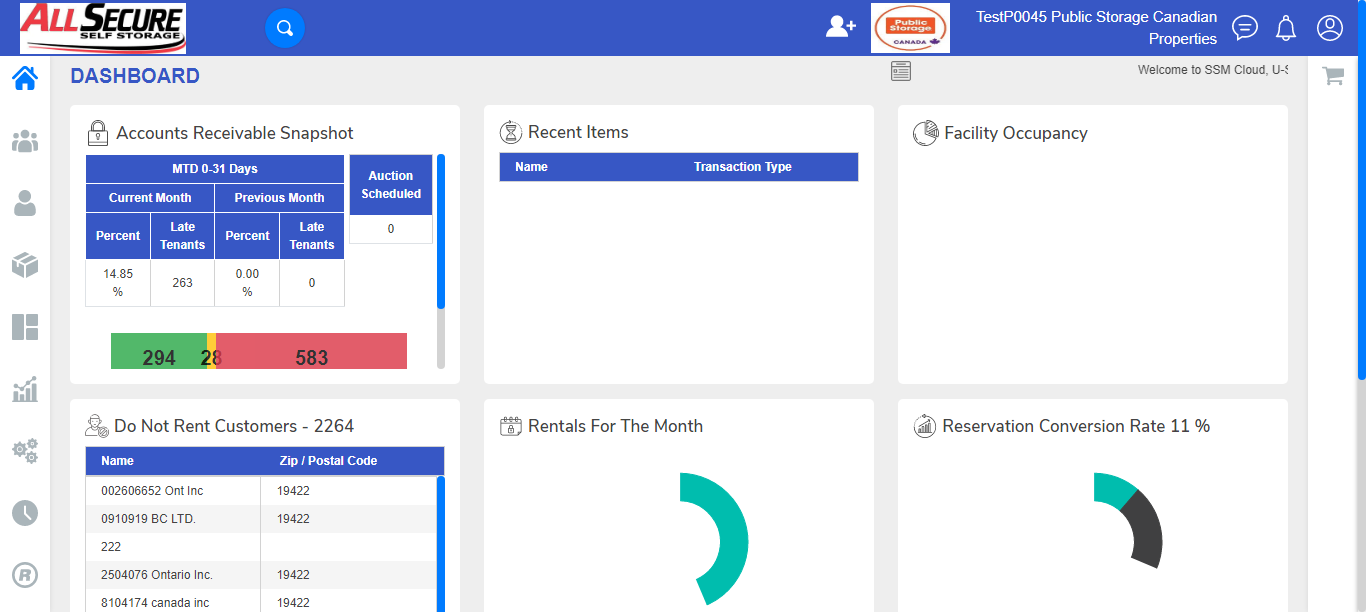 ALL SECURE
SELF STORAGE
Public
Storage
CANADA
TestP0045 Public Storage Canadian
Properties
DASHBOARD
Welcome to SSM Cloud, U-S
Accounts Receivable Snapshot
MTD 0-31 Days
Auction
Scheduled
Current Month
Previous Month
Percent
Late
Tenants
Percent
Late
Tenants
0
14.85
%
263
0.00
%
0
294
28
583
Recent Items
Name
Transaction Type
Facility Occupancy
Do Not Rent Customers - 2264
Name
Zip / Postal Code
002606652 Ont Inc
19422
0910919 BC LTD.
19422
222
2504076 Ontario Inc.
19422
8104174 canada inc
19422
Rentals For The Month
Reservation Conversion Rate 11 %
R